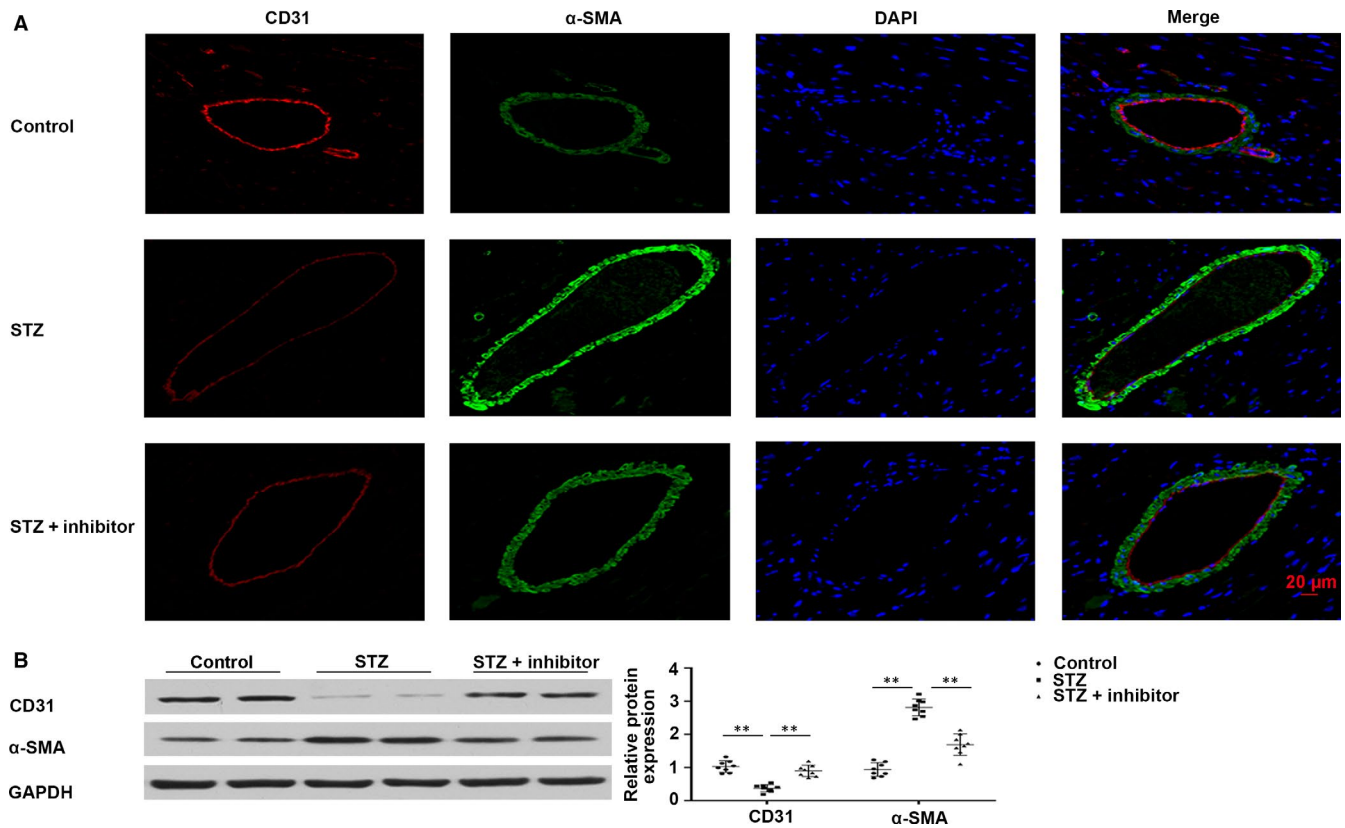 A
CD31 α-SMA DAPI Merge
Control
STZ
STZ + inhibitor
20 μm
B
Control STZ STZ + inhibitor
CD31
α-SMA
GAPDH
Relative protein
expression
4
3
2
1
0
** ** ** **
CD31 α-SMA
Control
STZ
STZ + inhibitor